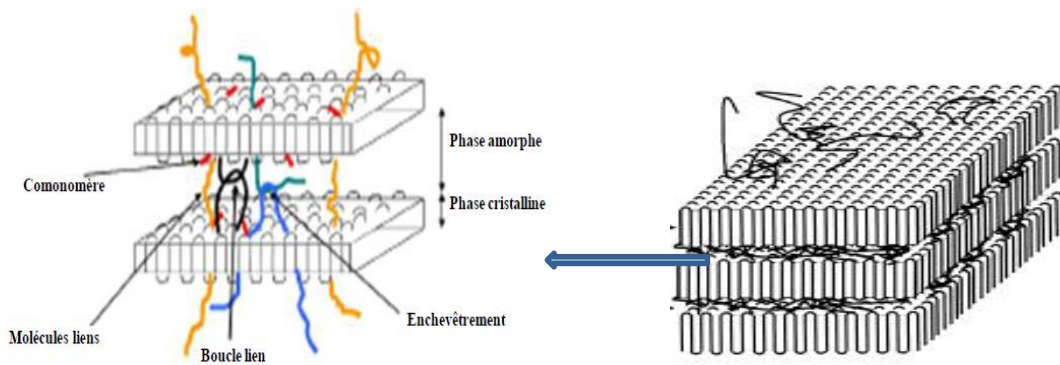 Phase amorphe
Comonomère
Phase cristalline
Enchevêtrement
Molécules liens
Boucle lien